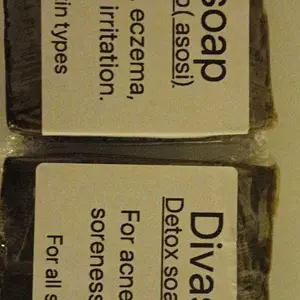 soap
o( asosi).
, eczema,
irritation.
in types
Divas
Detox soa
For acne
soreness
For all s